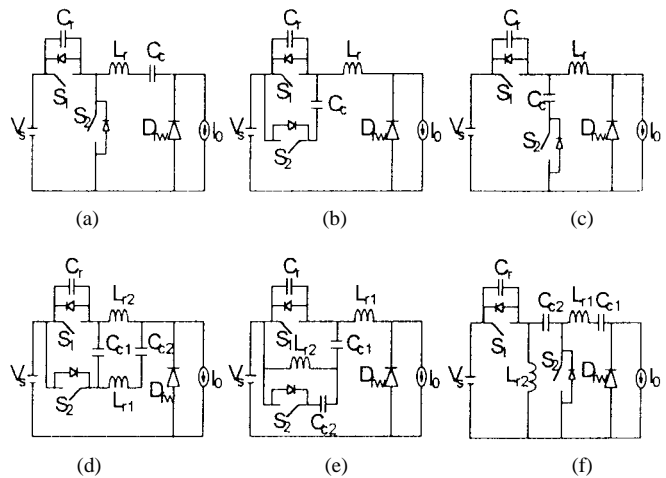 Cr
Lr
Cc
S1
S2
Vs
Dfw
Io
(a)
Cr
Lr
S1
Cc
Vs
S2
Dfw
Io
(b)
Cr
Lr
S1
Cc
S2
Vs
Dfw
Io
(c)
Cr
Lr2
S1
Cc1
Cc2
Vs
S2
Lr1
Dfw
Io
(d)
Cr
Lr1
S1
Lr2
Cc1
Vs
S2
Cc2
Dfw
Io
(e)
Cr
Cc2
Lr1
Cc1
S1
S2
Vs
Lr2
Dfw
Io
(f)